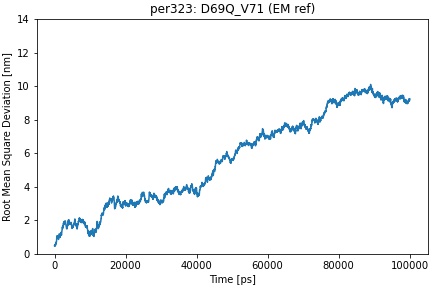 per323: D69Q_V71 (EM ref)
Root Mean Square Deviation [nm]
14
12
10
8
6
4
2
0
0 20000 40000 60000 80000 100000
Time [ps]